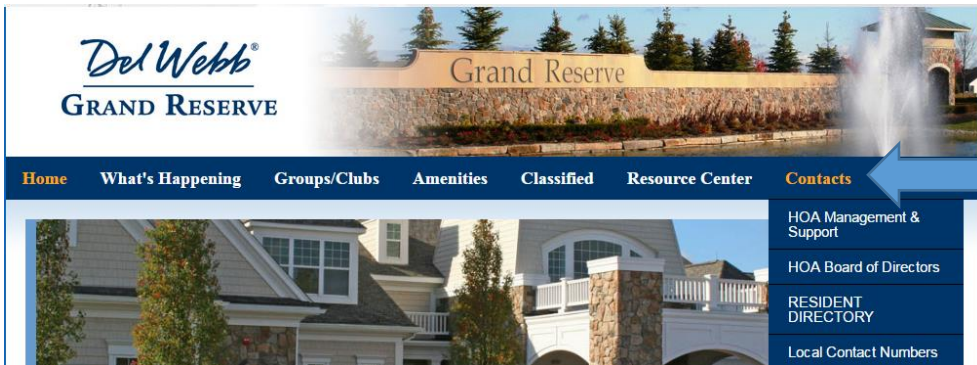 Del Webb®
GRAND RESERVE
Grand Reserve
Home What's Happening Groups/Clubs Amenities Classified Resource Center Contacts
HOA Management &
Support
HOA Board of Directors
RESIDENT
DIRECTORY
Local Contact Numbers